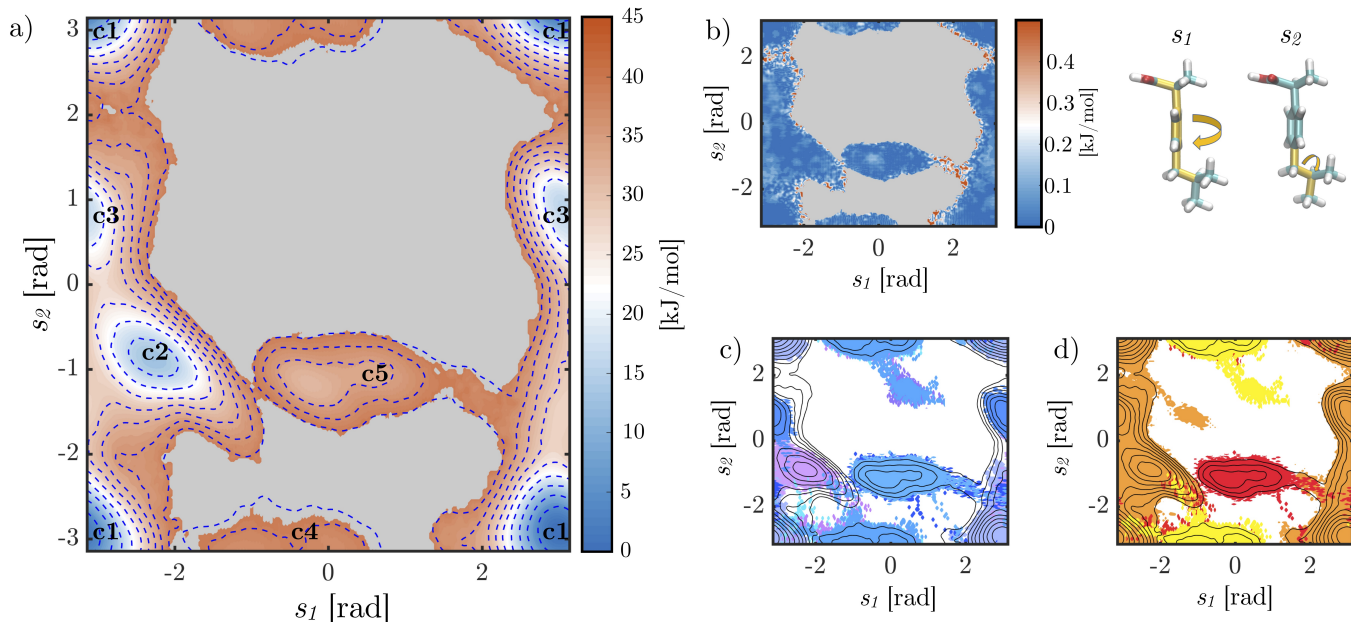 a)
c1
c1
c3
c3
c2
c5
c4
c1
c1
3
2
1
0
-1
-2
-3
s2 [rad]
-2
0
2
s1 [rad]
45
40
35
30
25
20
15
10
5
0
[kJ/mol]
b)
2
0
-2
s2 [rad]
-2
0
2
s1 [rad]
0.4
0.3
0.2
0.1
0
[kJ/mol]
s1
s2
c)
2
0
-2
s2 [rad]
-2
0
2
s1 [rad]
d)
2
0
-2
s2 [rad]
-2
0
2
s1 [rad]